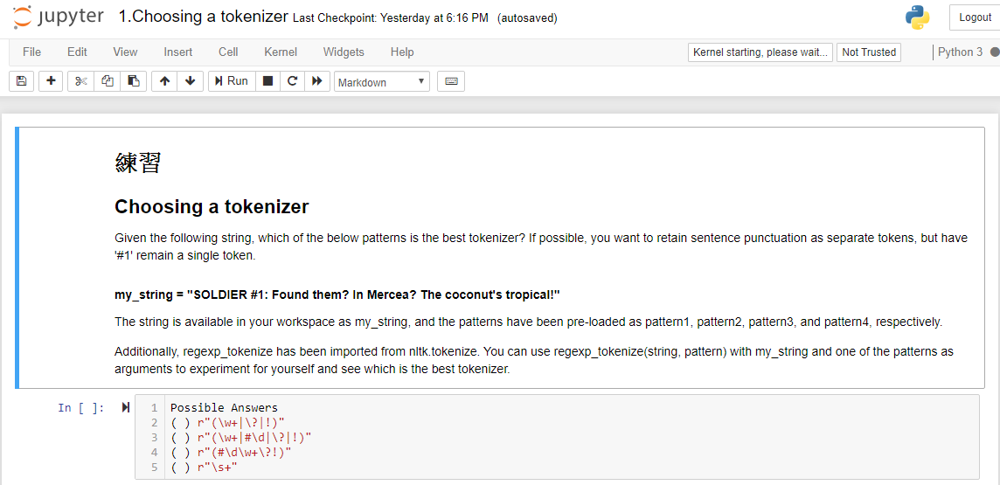 jupyter 1.Choosing a tokenizer Last Checkpoint: Yesterday at 6:16 PM (autosaved) Logout
File Edit View Insert Cell Kernel Widgets Help Kernel starting, please wait... Not Trusted Python 3
Run Markdown
練習
Choosing a tokenizer
Given the following string, which of the below patterns is the best tokenizer? If possible, you want to retain sentence punctuation as separate tokens, but have
'#1' remain a single token.
my_string = "SOLDIER #1: Found them? In Mercea? The coconut's tropical!"
The string is available in your workspace as my_string, and the patterns have been pre-loaded as pattern1, pattern2, pattern3, and pattern4, respectively.
Additionally, regexp_tokenize has been imported from nltk.tokenize. You can use regexp_tokenize(string, pattern) with my_string and one of the patterns as
arguments to experiment for yourself and see which is the best tokenizer.
In [ ]: 1 Possible Answers
2 ( ) r"(\w+|\?|!)"
3 ( ) r"(\w+|#\d|\?|!)"
4 ( ) r"(#\d\w+\?!)"
5 ( ) r"\s+"